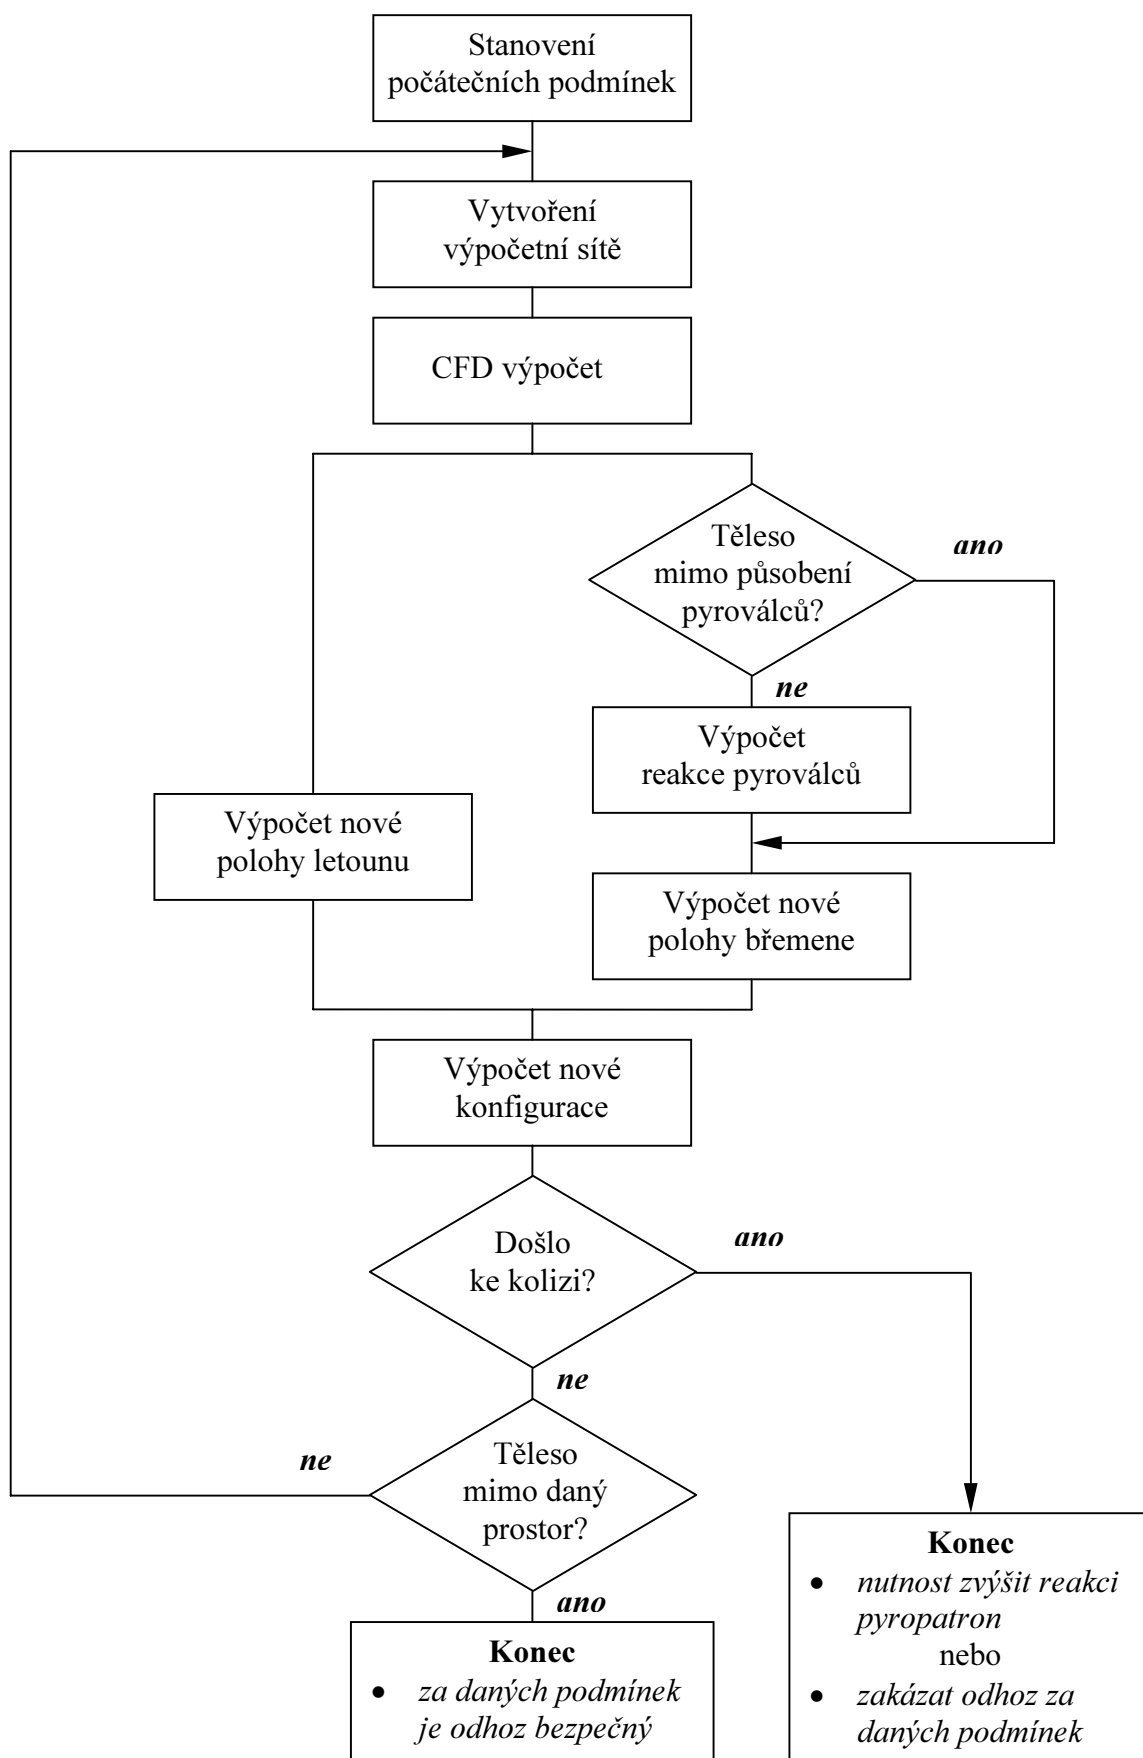 Stanovení
počátečních podmínek
Vytvoření
výpočetní sítě
CFD výpočet
Těleso
mimo působení
pyroválců?
ano
ne
Výpočet
reakce pyroválců
Výpočet nové
polohy letounu
Výpočet nové
polohy břemene
Výpočet nové
konfigurace
Došlo
ke kolizi?
ano
ne
Těleso
mimo daný
prostor?
ne
ano
Konec
• za daných podmínek
je odhoz bezpečný
Konec
• nutnost zvýšit reakci
pyropatron
nebo
• zakázat odhoz za
daných podmínek